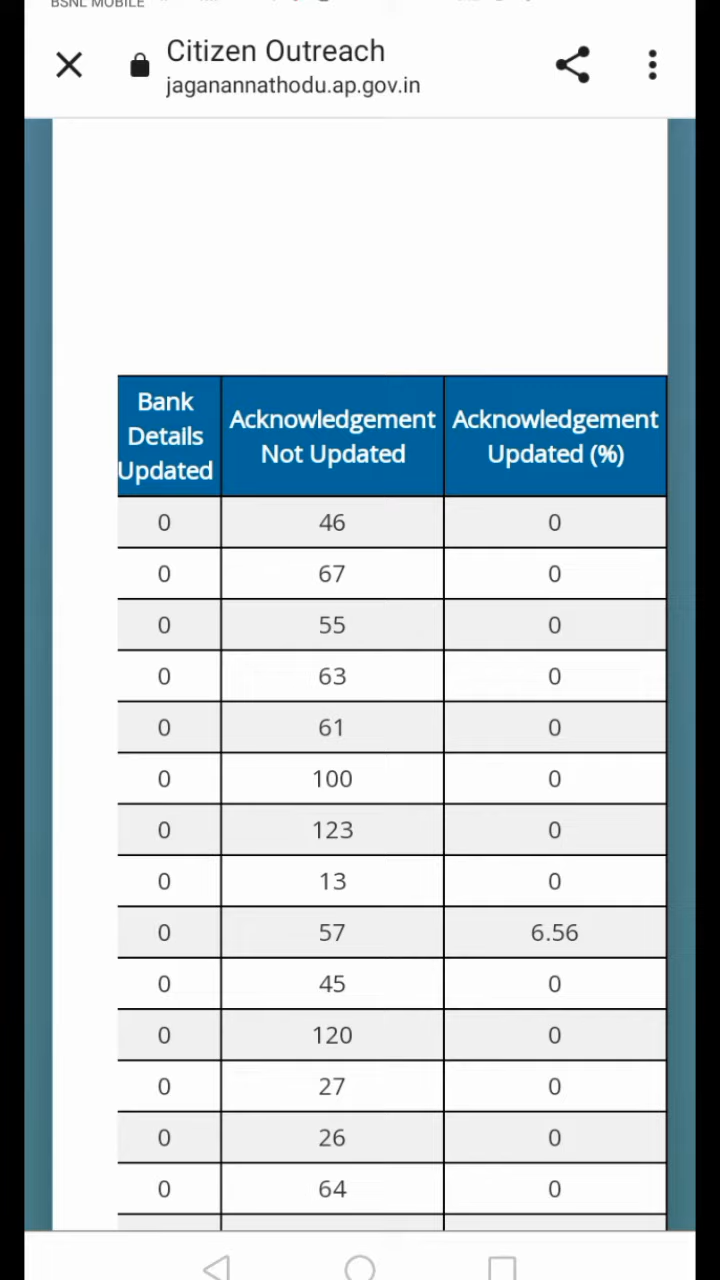 BSNL MOBILE
Citizen Outreach
jaganannathodu.ap.gov.in
Bank Details Updated Acknowledgement Not Updated Acknowledgement Updated (%)
0 46 0
0 67 0
0 55 0
0 63 0
0 61 0
0 100 0
0 123 0
0 13 0
0 57 6.56
0 45 0
0 120 0
0 27 0
0 26 0
0 64 0